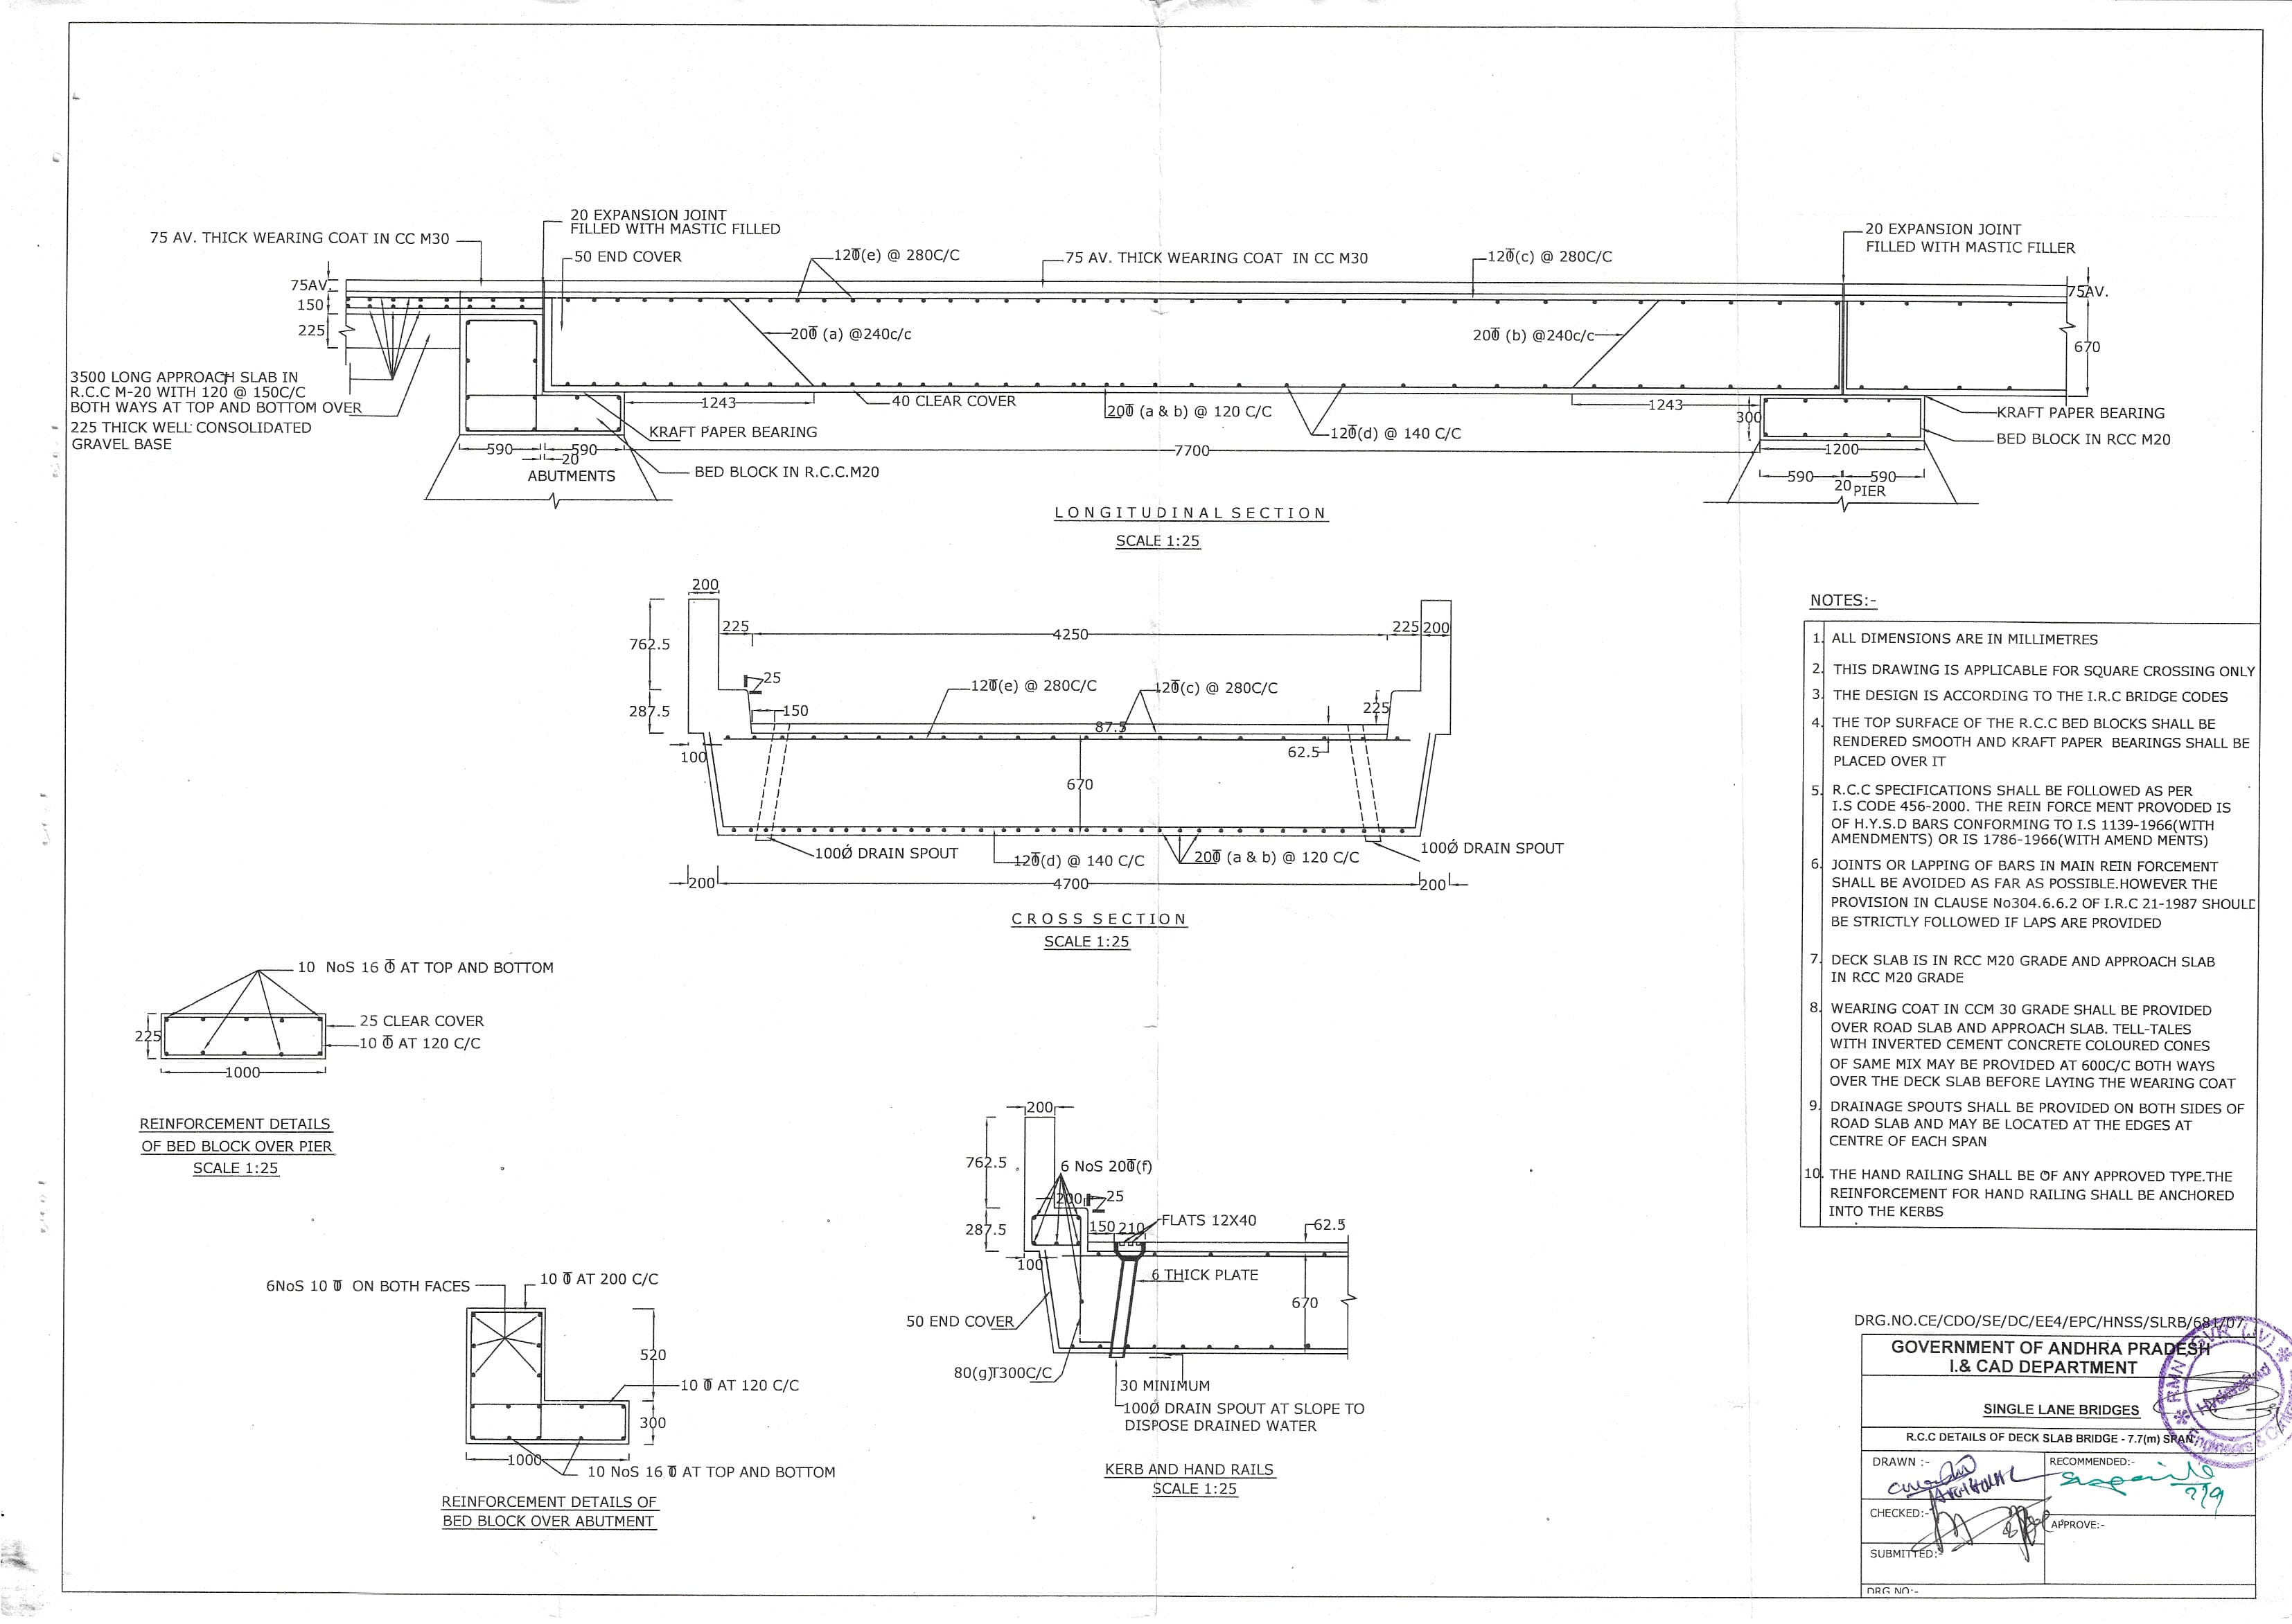 20 EXPANSION JOINT
FILLED WITH MASTIC FILLED
75 AV. THICK WEARING COAT IN CC M30
50 END COVER
12Ū(e) @ 280C/C
75 AV. THICK WEARING COAT IN CC M30
12Ū(c) @ 280C/C
20 EXPANSION JOINT
FILLED WITH MASTIC FILLER
75AV.
150
225
20Ū (a) @240c/c
20Ū (b) @240c/c
75AV.
670
3500 LONG APPROACH SLAB IN
R.C.C M-20 WITH 120 @ 150C/C
BOTH WAYS AT TOP AND BOTTOM OVER
225 THICK WELL CONSOLIDATED
GRAVEL BASE
1243
40 CLEAR COVER
20Ū (a & b) @ 120 C/C
12Ū(d) @ 140 C/C
1243
300
KRAFT PAPER BEARING
BED BLOCK IN RCC M20
KRAFT PAPER BEARING
590
20
590
7700
1200
ABUTMENTS
BED BLOCK IN R.C.C.M20
590
20
590
PIER
LONGITUDINAL SECTION
SCALE 1:25
200
762.5
225
4250
225
200
25
12Ū(e) @ 280C/C
12Ū(c) @ 280C/C
287.5
150
225
87.5
62.5
100
670
100Ø DRAIN SPOUT
12Ū(d) @ 140 C/C
20Ū (a & b) @ 120 C/C
100Ø DRAIN SPOUT
200
4700
200
CROSS SECTION
SCALE 1:25
NOTES:-
1. ALL DIMENSIONS ARE IN MILLIMETRES
2. THIS DRAWING IS APPLICABLE FOR SQUARE CROSSING ONLY
3. THE DESIGN IS ACCORDING TO THE I.R.C BRIDGE CODES
4. THE TOP SURFACE OF THE R.C.C BED BLOCKS SHALL BE
RENDERED SMOOTH AND KRAFT PAPER BEARINGS SHALL BE
PLACED OVER IT
5. R.C.C SPECIFICATIONS SHALL BE FOLLOWED AS PER
I.S CODE 456-2000. THE REIN FORCE MENT PROVODED IS
OF H.Y.S.D BARS CONFORMING TO I.S 1139-1966(WITH
AMENDMENTS) OR IS 1786-1966(WITH AMEND MENTS)
6. JOINTS OR LAPPING OF BARS IN MAIN REIN FORCEMENT
SHALL BE AVOIDED AS FAR AS POSSIBLE.HOWEVER THE
PROVISION IN CLAUSE No304.6.6.2 OF I.R.C 21-1987 SHOULD
BE STRICTLY FOLLOWED IF LAPS ARE PROVIDED
7. DECK SLAB IS IN RCC M20 GRADE AND APPROACH SLAB
IN RCC M20 GRADE
8. WEARING COAT IN CCM 30 GRADE SHALL BE PROVIDED
OVER ROAD SLAB AND APPROACH SLAB. TELL-TALES
WITH INVERTED CEMENT CONCRETE COLOURED CONES
OF SAME MIX MAY BE PROVIDED AT 600C/C BOTH WAYS
OVER THE DECK SLAB BEFORE LAYING THE WEARING COAT
9. DRAINAGE SPOUTS SHALL BE PROVIDED ON BOTH SIDES OF
ROAD SLAB AND MAY BE LOCATED AT THE EDGES AT
CENTRE OF EACH SPAN
10. THE HAND RAILING SHALL BE OF ANY APPROVED TYPE.THE
REINFORCEMENT FOR HAND RAILING SHALL BE ANCHORED
INTO THE KERBS
10 NoS 16 Ū AT TOP AND BOTTOM
25 CLEAR COVER
10 Ū AT 120 C/C
225
1000
REINFORCEMENT DETAILS
OF BED BLOCK OVER PIER
SCALE 1:25
6NoS 10 Ū ON BOTH FACES
10 Ū AT 200 C/C
520
10 Ū AT 120 C/C
300
1000
10 NoS 16 Ū AT TOP AND BOTTOM
REINFORCEMENT DETAILS OF
BED BLOCK OVER ABUTMENT
200
762.5
6 NoS 20Ū(f)
200
25
287.5
150
210
FLATS 12X40
62.5
100
6 THICK PLATE
670
50 END COVER
80(g)T300C/C
30 MINIMUM
100Ø DRAIN SPOUT AT SLOPE TO
DISPOSE DRAINED WATER
KERB AND HAND RAILS
SCALE 1:25
DRG.NO.CE/CDO/SE/DC/EE4/EPC/HNSS/SLRB/681/07
GOVERNMENT OF ANDHRA PRADESH
I.& CAD DEPARTMENT
SINGLE LANE BRIDGES
R.C.C DETAILS OF DECK SLAB BRIDGE - 7.7(m) SPAN
DRAWN :-
RECOMMENDED:-
CHECKED:-
APPROVE:-
SUBMITTED:-
DRG NO:-